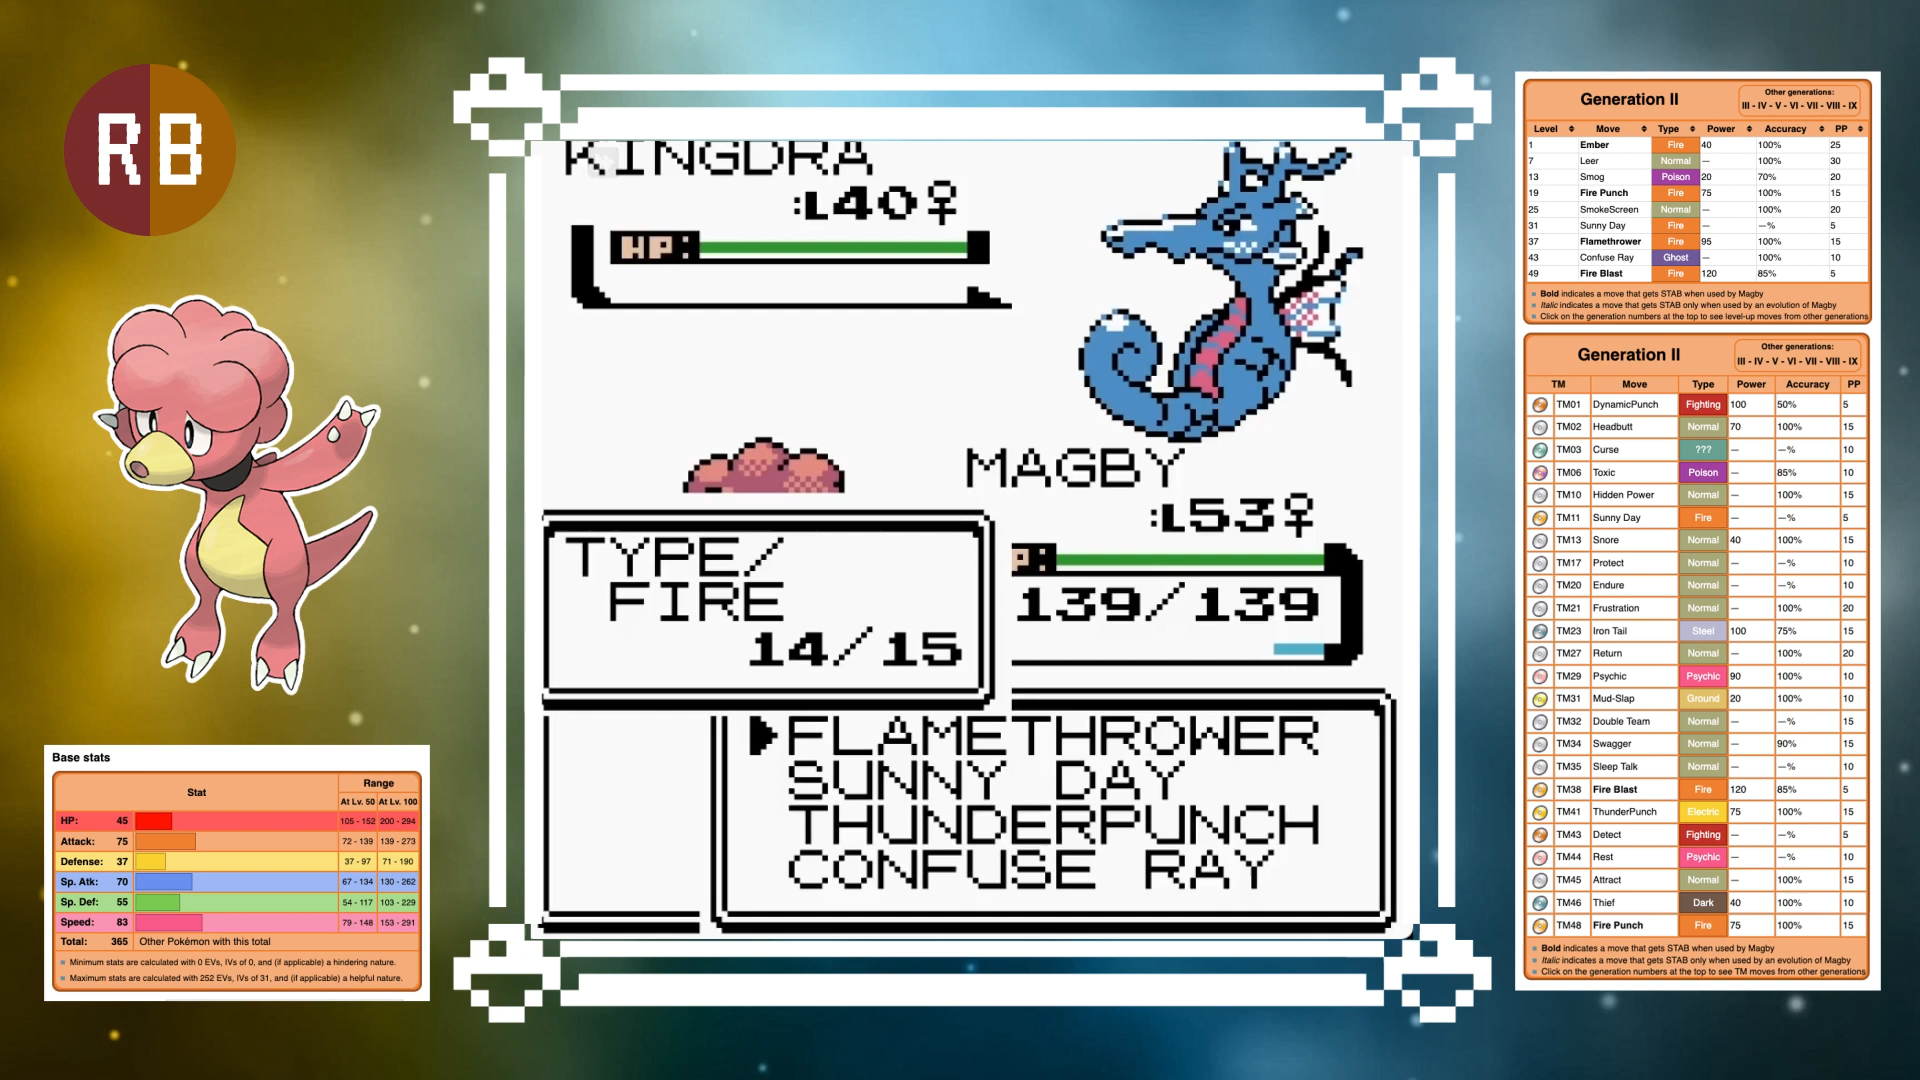 RB
KINGDRA
:L40♀
HP:
MAGBY
:L53♀
P:
139/139
TYPE/
FIRE
14/15
▶FLAMETHROWER
SUNNY DAY
THUNDERPUNCH
CONFUSE RAY
Base stats
Stat Range
At Lv. 50 At Lv. 100
HP: 45 105 - 152 200 - 294
Attack: 75 72 - 139 139 - 273
Defense: 37 37 - 97 71 - 190
Sp. Atk: 70 67 - 134 130 - 262
Sp. Def: 55 54 - 117 103 - 229
Speed: 83 79 - 148 153 - 291
Total: 365 Other Pokémon with this total
Minimum stats are calculated with 0 EVs, IVs of 0, and (if applicable) a hindering nature.
Maximum stats are calculated with 252 EVs, IVs of 31, and (if applicable) a helpful nature.
Generation II
Other generations:
III - IV - V - VI - VII - VIII - IX
Level Move Type Power Accuracy PP
1 Ember Fire 40 100% 25
7 Leer Normal — 100% 30
13 Smog Poison 20 70% 20
19 Fire Punch Fire 75 100% 15
25 SmokeScreen Normal — 100% 20
31 Sunny Day Fire — —% 5
37 Flamethrower Fire 95 100% 15
43 Confuse Ray Ghost — 100% 10
49 Fire Blast Fire 120 85% 5
Bold indicates a move that gets STAB when used by Magby
Italic indicates a move that gets STAB only when used by an evolution of Magby
Click on the generation numbers at the top to see level-up moves from other generations
Generation II
Other generations:
III - IV - V - VI - VII - VIII - IX
TM Move Type Power Accuracy PP
TM01 DynamicPunch Fighting 100 50% 5
TM02 Headbutt Normal 70 100% 15
TM03 Curse ??? — —% 10
TM06 Toxic Poison — 85% 10
TM10 Hidden Power Normal — 100% 15
TM11 Sunny Day Fire — —% 5
TM13 Snore Normal 40 100% 15
TM17 Protect Normal — —% 10
TM20 Endure Normal — —% 10
TM21 Frustration Normal — 100% 20
TM23 Iron Tail Steel 100 75% 15
TM27 Return Normal — 100% 20
TM29 Psychic Psychic 90 100% 10
TM31 Mud-Slap Ground 20 100% 10
TM32 Double Team Normal — —% 15
TM34 Swagger Normal — 90% 15
TM35 Sleep Talk Normal — —% 10
TM38 Fire Blast Fire 120 85% 5
TM41 ThunderPunch Electric 75 100% 15
TM43 Detect Fighting — —% 5
TM44 Rest Psychic — —% 10
TM45 Attract Normal — 100% 15
TM46 Thief Dark 40 100% 10
TM48 Fire Punch Fire 75 100% 15
Bold indicates a move that gets STAB when used by Magby
Italic indicates a move that gets STAB only when used by an evolution of Magby
Click on the generation numbers at the top to see TM moves from other generations